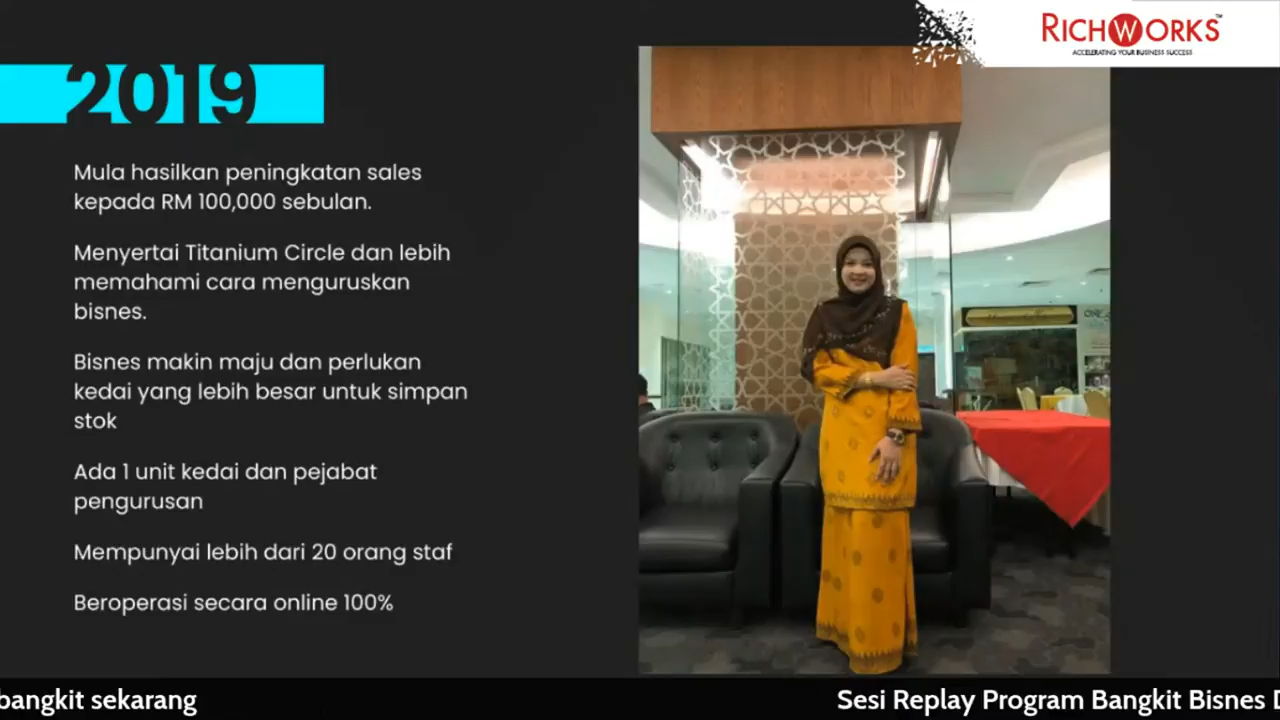 RICHWORKS™
ACCELERATING YOUR BUSINESS SUCCESS
2019
Mula hasilkan peningkatan sales
kepada RM 100,000 sebulan.
Menyertai Titanium Circle dan lebih
memahami cara menguruskan
bisnes.
Bisnes makin maju dan perlukan
kedai yang lebih besar untuk simpan
stok
Ada 1 unit kedai dan pejabat
pengurusan
Mempunyai lebih dari 20 orang staf
Beroperasi secara online 100%
bangkit sekarang
Sesi Replay Program Bangkit Bisnes